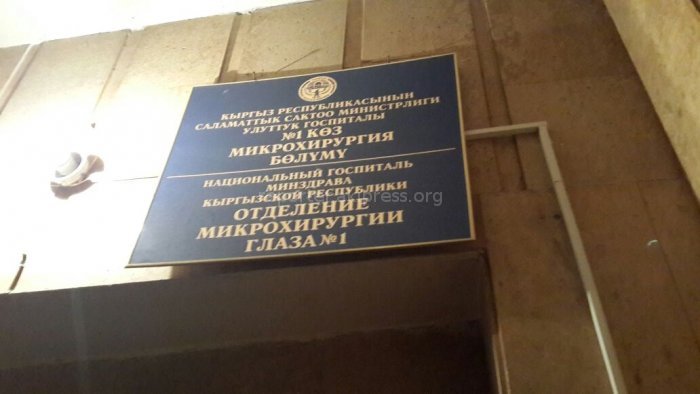 КЫРГЫЗ РЕСПУБЛИКАСЫНЫН
САЛАМАТТЫК САКТОО МИНИСТРЛИГИ
УЛУТТУК ГОСПИТАЛЫ
№1 КӨЗ
МИКРОХИРУРГИЯ
БӨЛҮМҮ
НАЦИОНАЛЬНЫЙ ГОСПИТАЛЬ
МИНЗДРАВА
КЫРГЫЗСКОЙ РЕСПУБЛИКИ
ОТДЕЛЕНИЕ
МИКРОХИРУРГИИ
ГЛАЗА №1